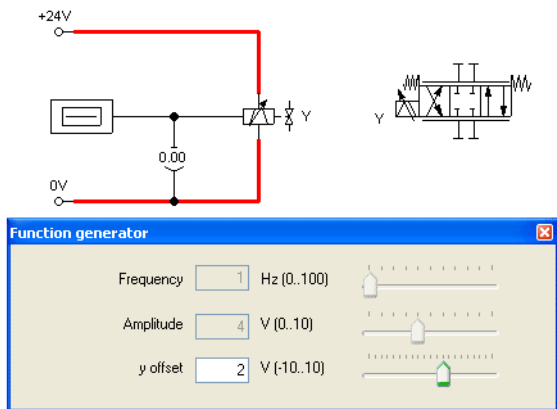 +24V
Y
Y
0.00
0V
Function generator
Frequency 1 Hz (0..100)
Amplitude 4 V (0..10)
y offset 2 V (-10..10)